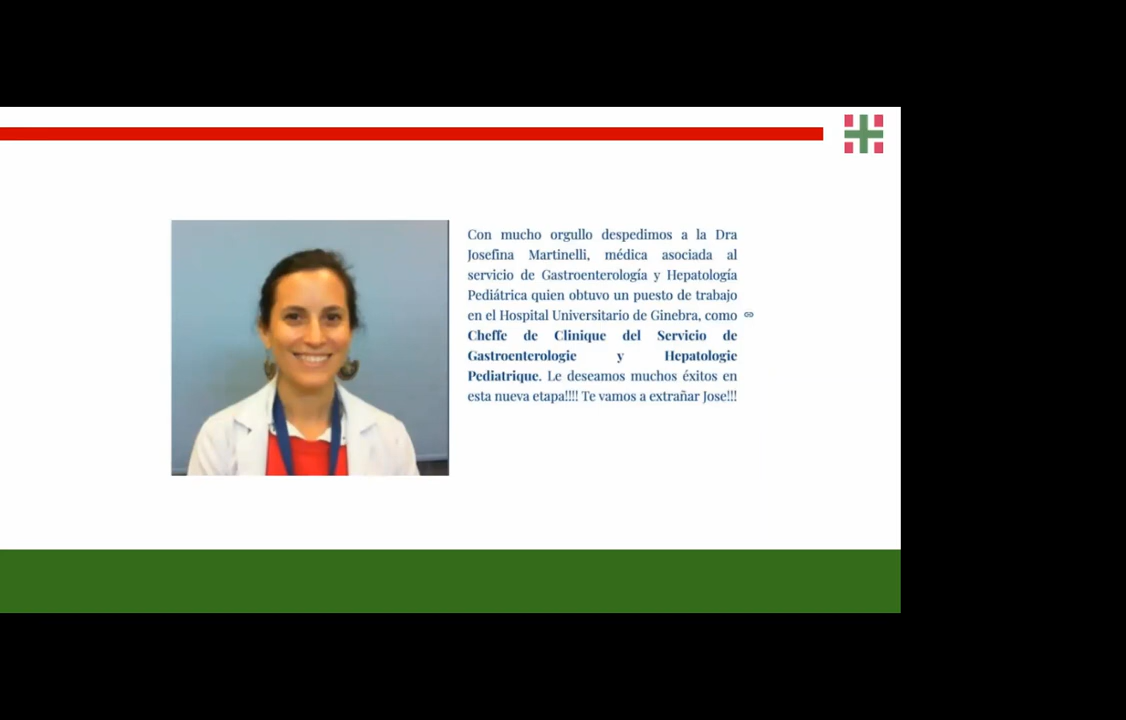 Con mucho orgullo despedimos a la Dra
Josefina Martinelli, médica asociada al
servicio de Gastroenterología y Hepatología
Pediátrica quien obtuvo un puesto de trabajo
en el Hospital Universitario de Ginebra, como
Cheffe de Clinique del Servicio de
Gastroenterologie y Hepatologie
Pediatrique. Le deseamos muchos éxitos en
esta nueva etapa!!!! Te vamos a extrañar Jose!!!